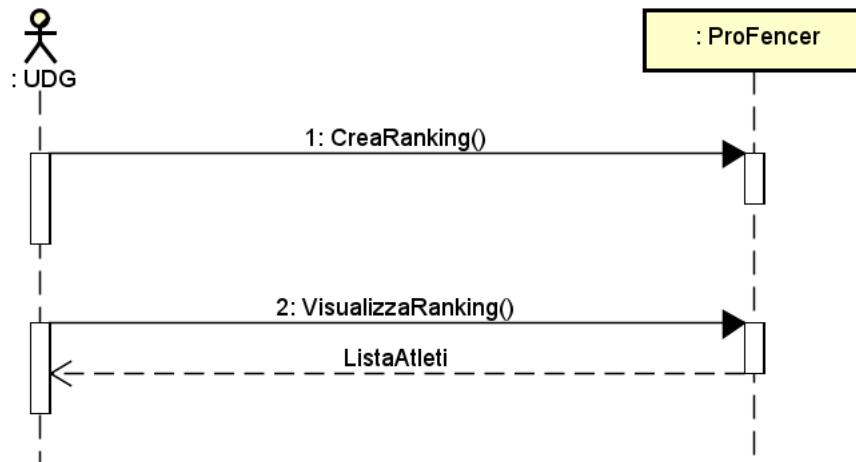 : UDG
: ProFencer
1: CreaRanking()
2: VisualizzaRanking()
ListaAtleti